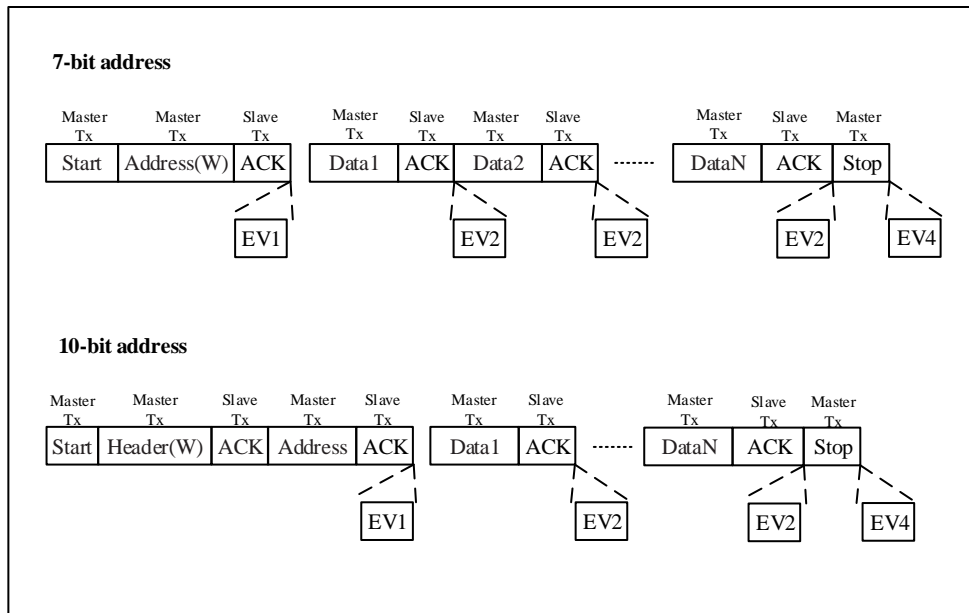 7-bit address
Master Tx Master Tx Slave Tx Master Tx Slave Tx Master Tx Slave Tx Master Tx Slave Tx Master Tx
Start Address(W) ACK Data1 ACK Data2 ACK DataN ACK Stop
EV1 EV2 EV2 EV2 EV4
10-bit address
Master Tx Master Tx Slave Tx Master Tx Slave Tx Master Tx Slave Tx Master Tx Slave Tx Master Tx
Start Header(W) ACK Address ACK Data1 ACK DataN ACK Stop
EV1 EV2 EV2 EV4